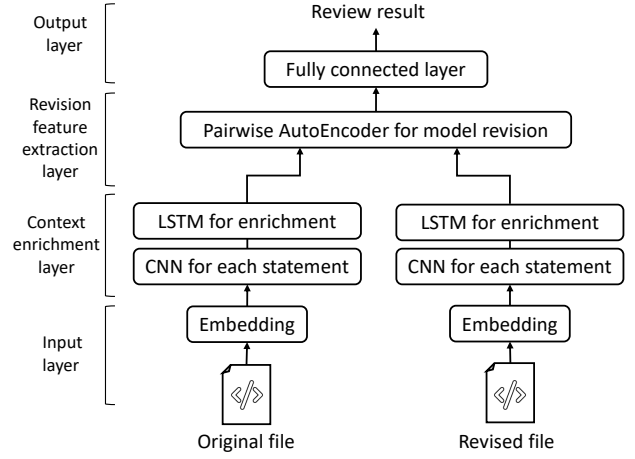 Review result
Output
layer
Fully connected layer
Revision
feature
extraction
layer
Pairwise AutoEncoder for model revision
Context
enrichment
layer
LSTM for enrichment
LSTM for enrichment
CNN for each statement
CNN for each statement
Input
layer
Embedding
Embedding
</>
</>
Original file
Revised file